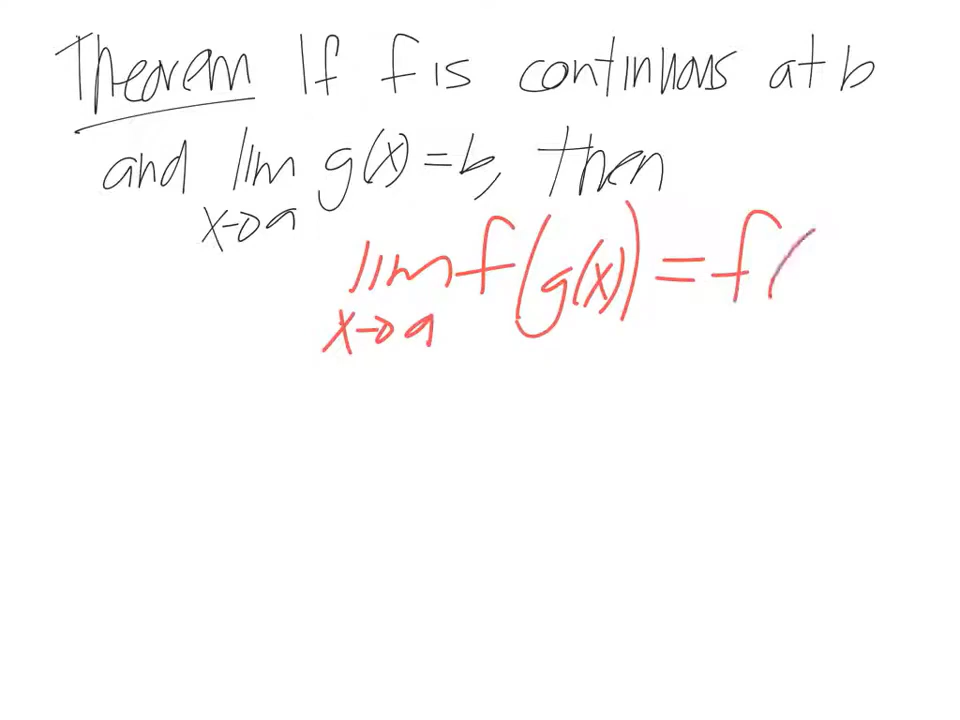 Theorem If f is continuous at b
and lim g(x) = b, then
x→a
lim f(g(x)) = f(
x→a